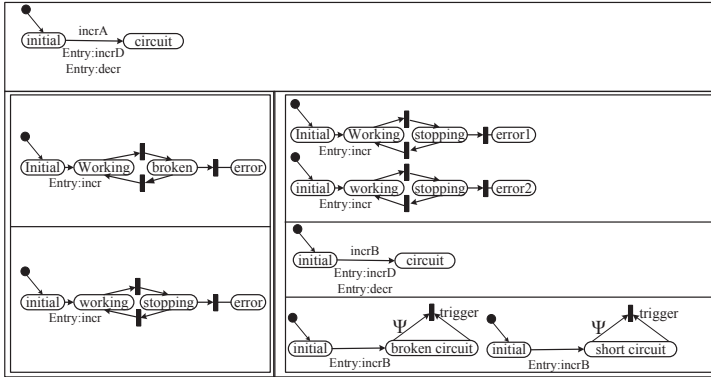 incrA
initial circuit
Entry:incrD
Entry:decr
Initial Working broken error
Entry:incr
initial working stopping error
Entry:incr
Initial Working stopping error1
Entry:incr
initial working stopping error2
Entry:incr
incrB
initial circuit
Entry:incrD
Entry:decr
Ψ trigger
initial broken circuit
Entry:incrB
Ψ trigger
initial short circuit
Entry:incrB